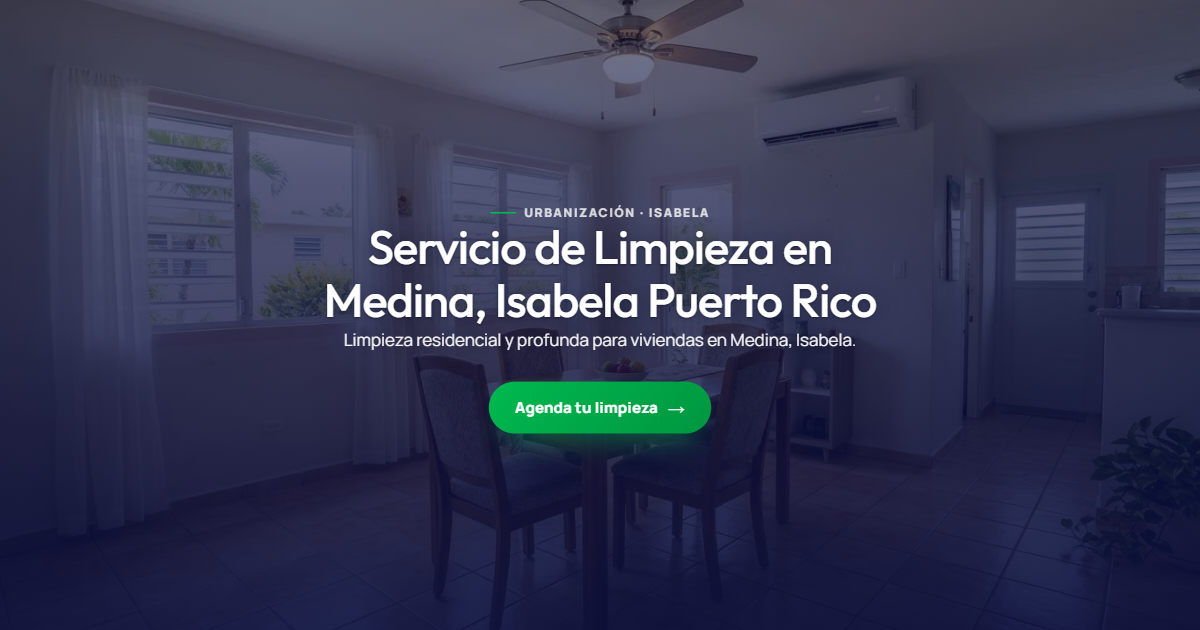 URBANIZACIÓN · ISABELA
Servicio de Limpieza en
Medina, Isabela Puerto Rico
Limpieza residencial y profunda para viviendas en Medina, Isabela.
Agenda tu limpieza →